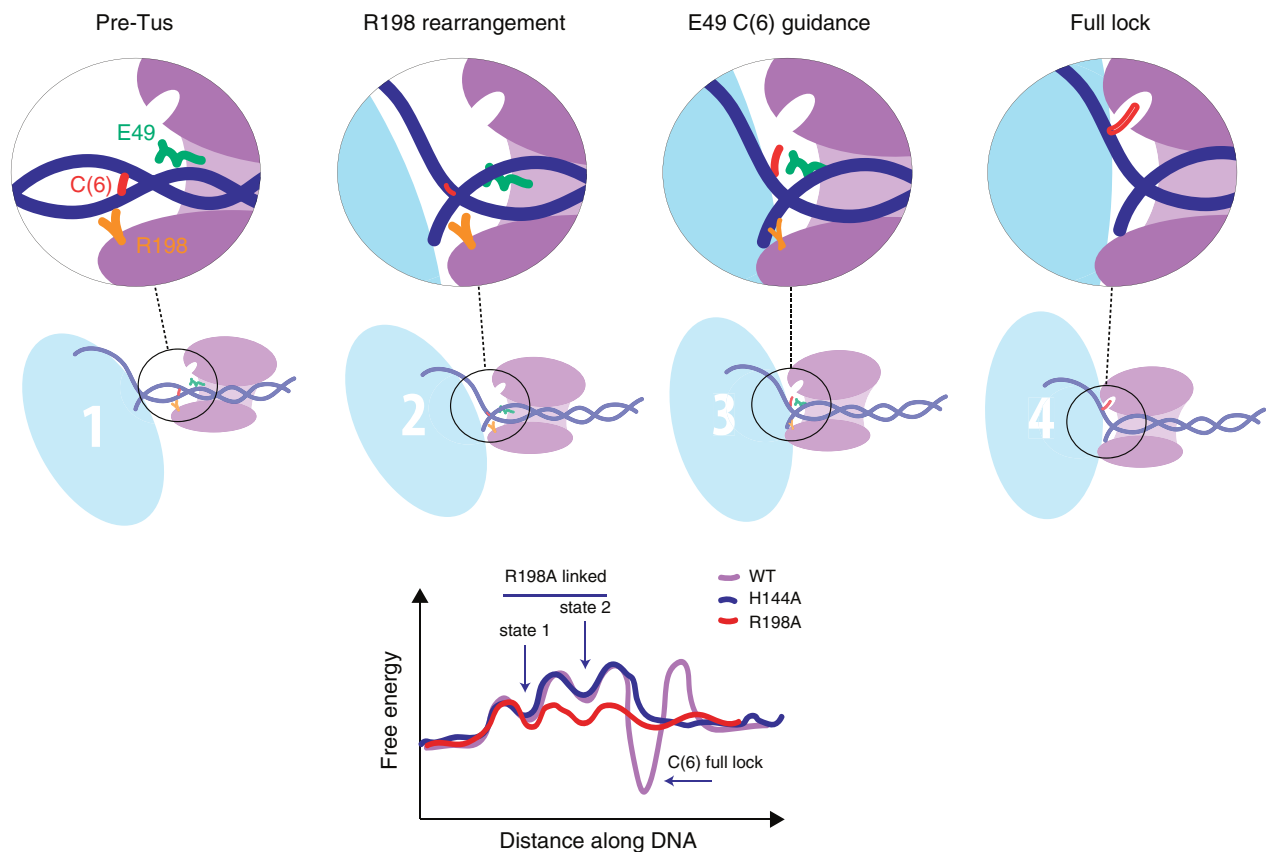 Pre-Tus
R198 rearrangement
E49 C(6) guidance
Full lock
E49
C(6)
R198
1
2
3
4
R198A linked
state 2
state 1
WT
H144A
R198A
C(6) full lock
Free energy
Distance along DNA